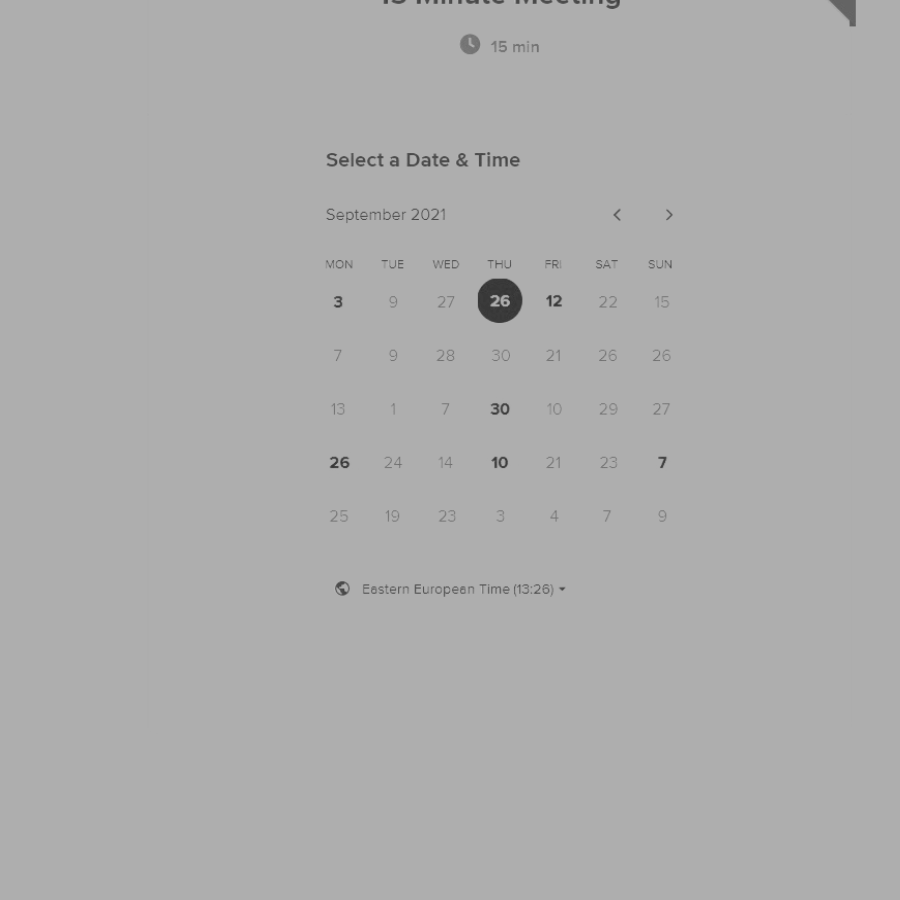 15 Minute Meeting
15 min
Select a Date & Time
September 2021
MON TUE WED THU FRI SAT SUN
3 9 27 26 12 22 15
7 9 28 30 21 26 26
13 1 7 30 10 29 27
26 24 14 10 21 23 7
25 19 23 3 4 7 9
Eastern European Time (13:26)